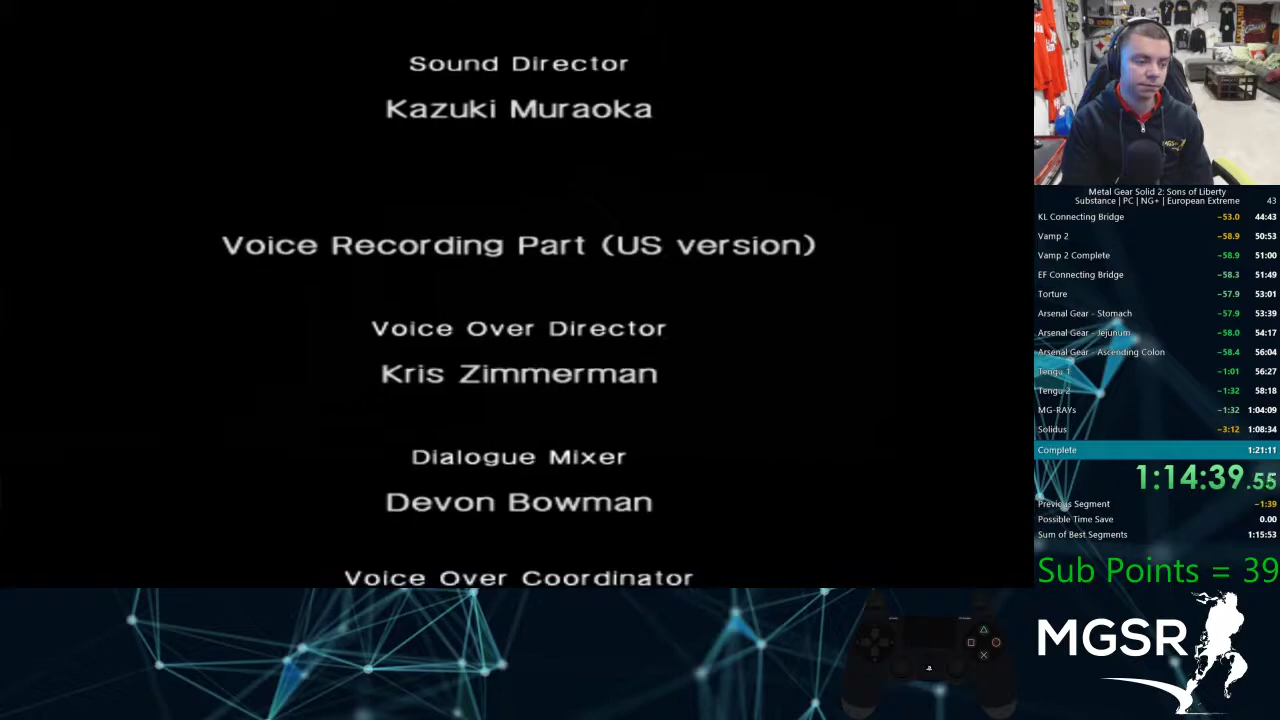 Sound Director
Kazuki Muraoka
Voice Recording Part (US version)
Voice Over Director
Kris Zimmerman
Dialogue Mixer
Devon Bowman
Voice Over Coordinator
Metal Gear Solid 2: Sons of Liberty
Substance | PC | NG+ | European Extreme 43
KL Connecting Bridge -53.0 44:43
Vamp 2 -58.9 50:53
Vamp 2 Complete -58.9 51:00
EF Connecting Bridge -58.3 51:49
Torture -57.9 53:01
Arsenal Gear - Stomach -57.9 53:39
Arsenal Gear - Jejunum -58.0 54:17
Arsenal Gear - Ascending Colon -58.4 56:04
Tengu 1 -1:01 56:27
Tengu 2 -1:32 58:18
MG-RAYs -1:32 1:04:09
Solidus -3:12 1:08:34
Complete 1:21:11
1:14:39.55
Previous Segment -1:39
Possible Time Save 0.00
Sum of Best Segments 1:15:53
Sub Points = 39
MGSR